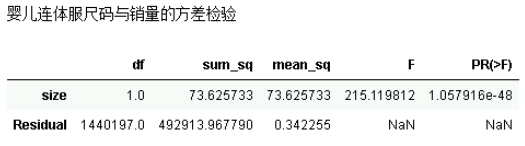 婴儿连体服尺码与销量的方差检验
df sum_sq mean_sq F PR(>F)
size 1.0 73.625733 73.625733 215.119812 1.057916e-48
Residual 1440197.0 492913.967790 0.342255 NaN NaN